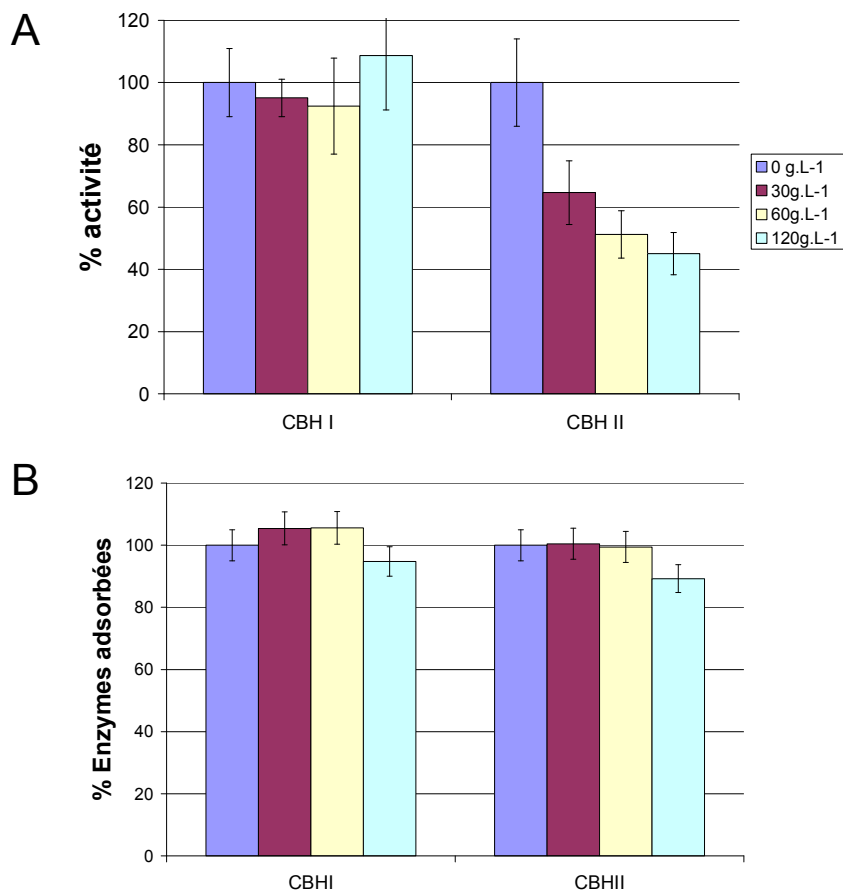 A
% activité
120
100
80
60
40
20
0
CBH I CBH II
0 g.L-1
30g.L-1
60g.L-1
120g.L-1
B
% Enzymes adsorbées
120
100
80
60
40
20
0
CBHI CBHII